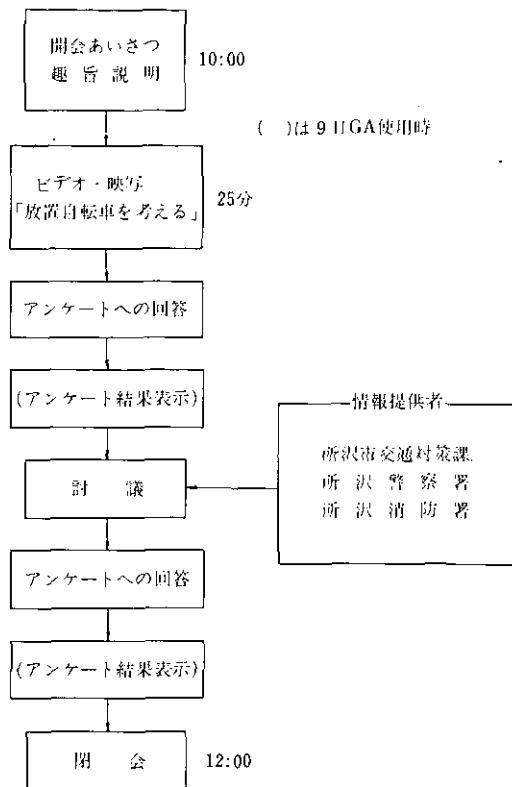 開会あいさつ
趣旨説明
10:00
( )は9日GA使用時
ビデオ・映写
「放置自転車を考える」
25分
アンケートへの回答
(アンケート結果表示)
情報提供者
所沢市交通対策課
所沢警察署
所沢消防署
討議
アンケートへの回答
(アンケート結果表示)
閉会
12:00